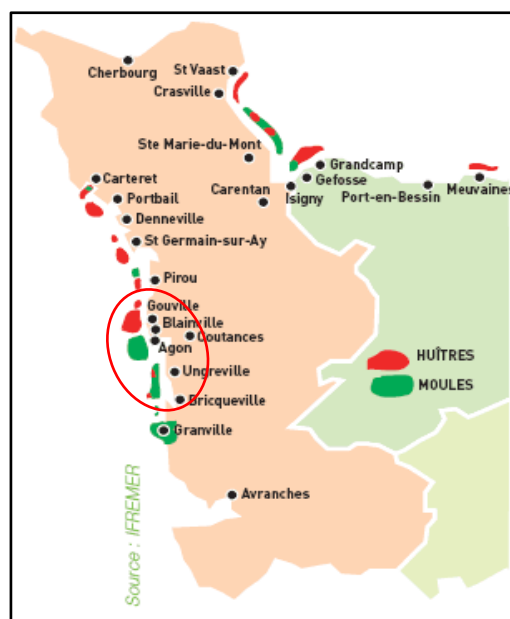 Cherbourg
St Vaast
Crasville
Ste Marie-du-Mont
Grandcamp
Gefosse
Carteret
Carentan
Isigny
Port-en-Bessin
Meuvaines
Portbail
Denneville
St Germain-sur-Ay
Pirou
Gouville
Blainville
Coutances
Agon
HUÎTRES
Ungreville
MOULES
Bricqueville
Granville
Avranches
Source : IFREMER